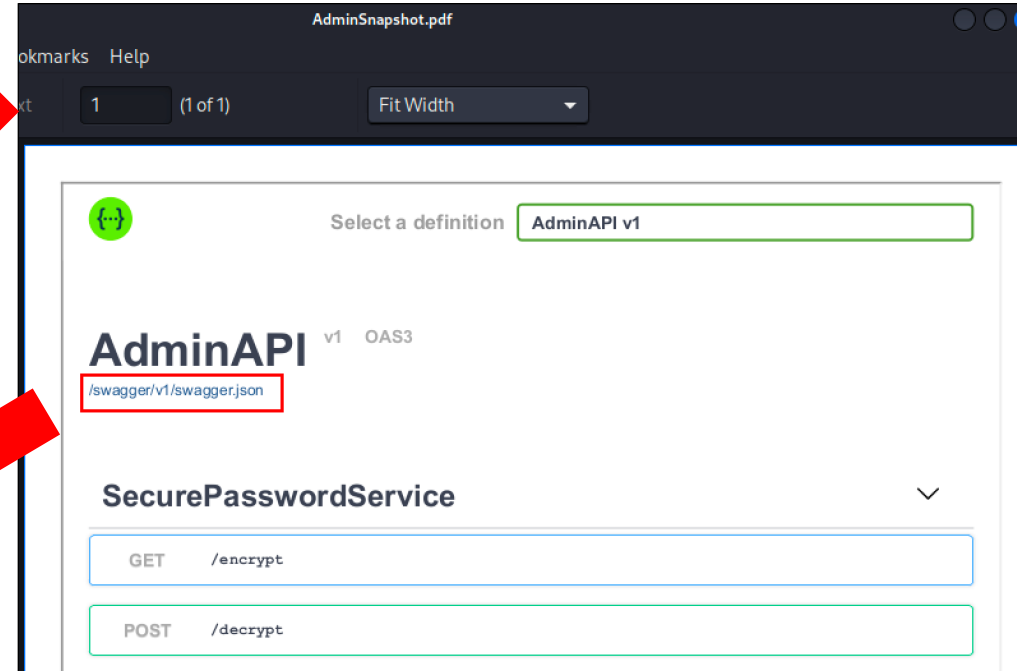 AdminSnapshot.pdf
okmarks Help
xt 1 (1 of 1) Fit Width
{...} Select a definition AdminAPI v1
AdminAPI v1 OAS3
/swagger/v1/swagger.json
SecurePasswordService
GET /encrypt
POST /decrypt